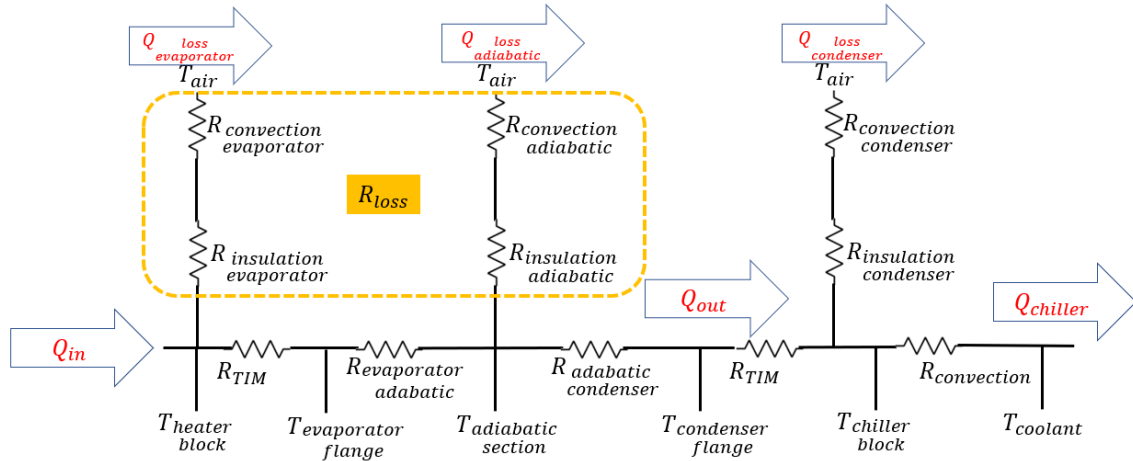 Q loss evaporator
Q loss adiabatic
Q loss condenser
T air
T air
T air
R convection evaporator
R convection adiabatic
R convection condenser
R loss
R insulation evaporator
R insulation adiabatic
R insulation condenser
Q in
Q out
Q chiller
R TIM
R evaporator adabatic
R adabatic condenser
R TIM
R convection
T heater block
T evaporator flange
T adiabatic section
T condenser flange
T chiller block
T coolant